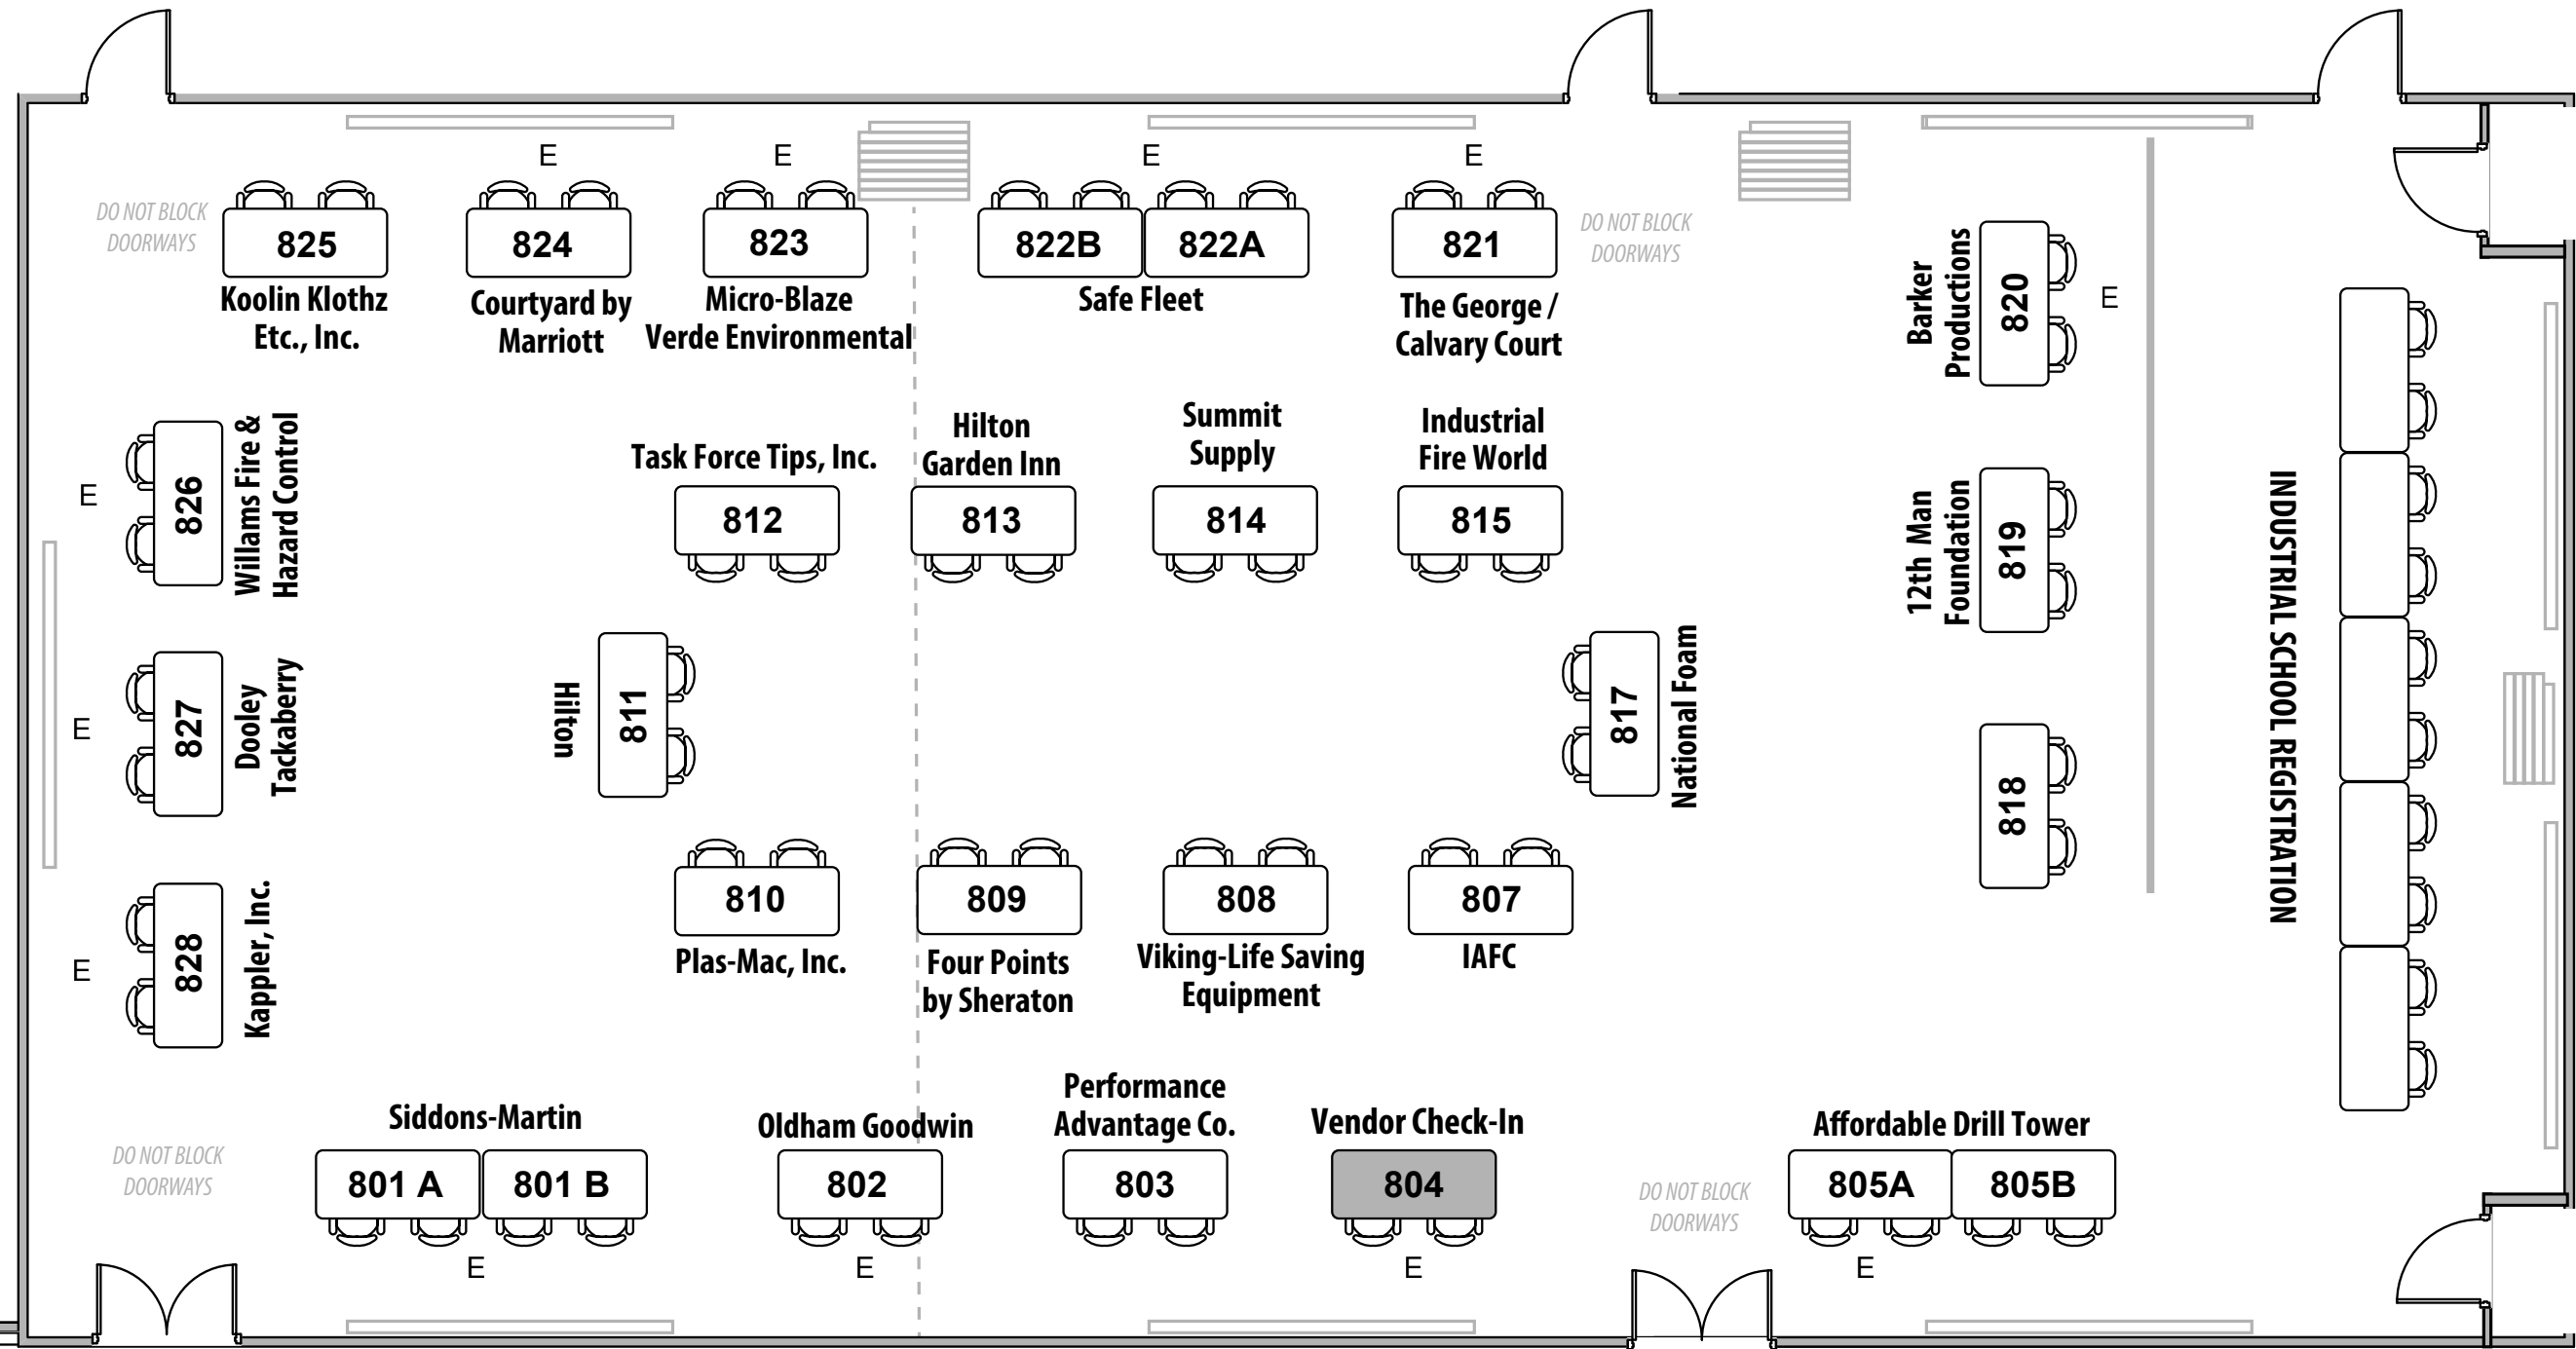 E
E
E
E
DO NOT BLOCK
DOORWAYS
825
Koolin Klothz
Etc., Inc.
824
Courtyard by
Marriott
823
Micro-Blaze
Verde Environmental
822B
822A
Safe Fleet
821
The George /
Calvary Court
DO NOT BLOCK
DOORWAYS
Barker
Productions
820
E
E
826
Willams Fire &
Hazard Control
Task Force Tips, Inc.
812
Hilton
Garden Inn
813
Summit
Supply
814
Industrial
Fire World
815
12th Man
Foundation
819
INDUSTRIAL SCHOOL REGISTRATION
E
827
Dooley
Tackaberry
Hilton
811
817
National Foam
818
E
828
Kappler, Inc.
810
Plas-Mac, Inc.
809
Four Points
by Sheraton
808
Viking-Life Saving
Equipment
807
IAFC
DO NOT BLOCK
DOORWAYS
Siddons-Martin
801 A
801 B
E
Oldham Goodwin
802
E
Performance
Advantage Co.
803
Vendor Check-In
804
E
DO NOT BLOCK
DOORWAYS
Affordable Drill Tower
805A
805B
E